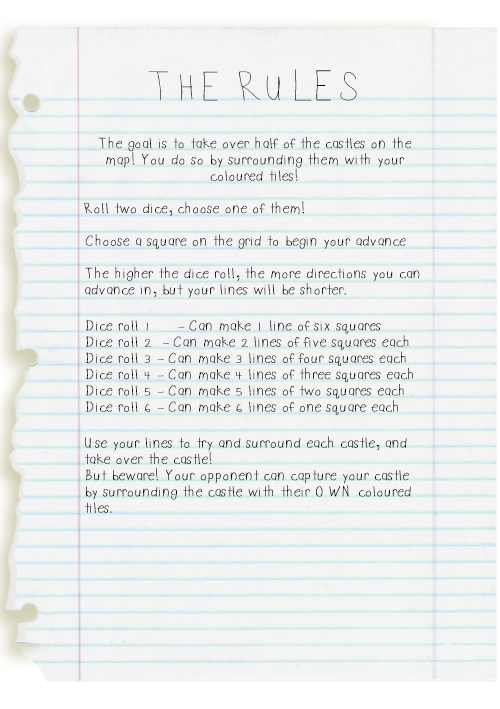 THE RULES
The goal is to take over half of the castles on the
map! You do so by surrounding them with your
coloured tiles!
Roll two dice, choose one of them!
Choose a square on the grid to begin your advance
The higher the dice roll, the more directions you can
advance in, but your lines will be shorter.
Dice roll 1 - Can make 1 line of six squares
Dice roll 2 - Can make 2 lines of five squares each
Dice roll 3 - Can make 3 lines of four squares each
Dice roll 4 - Can make 4 lines of three squares each
Dice roll 5 - Can make 5 lines of two squares each
Dice roll 6 - Can make 6 lines of one square each
Use your lines to try and surround each castle, and
take over the castle!
But beware! Your opponent can capture your castle
by surrounding the castle with their OWN coloured
tiles.